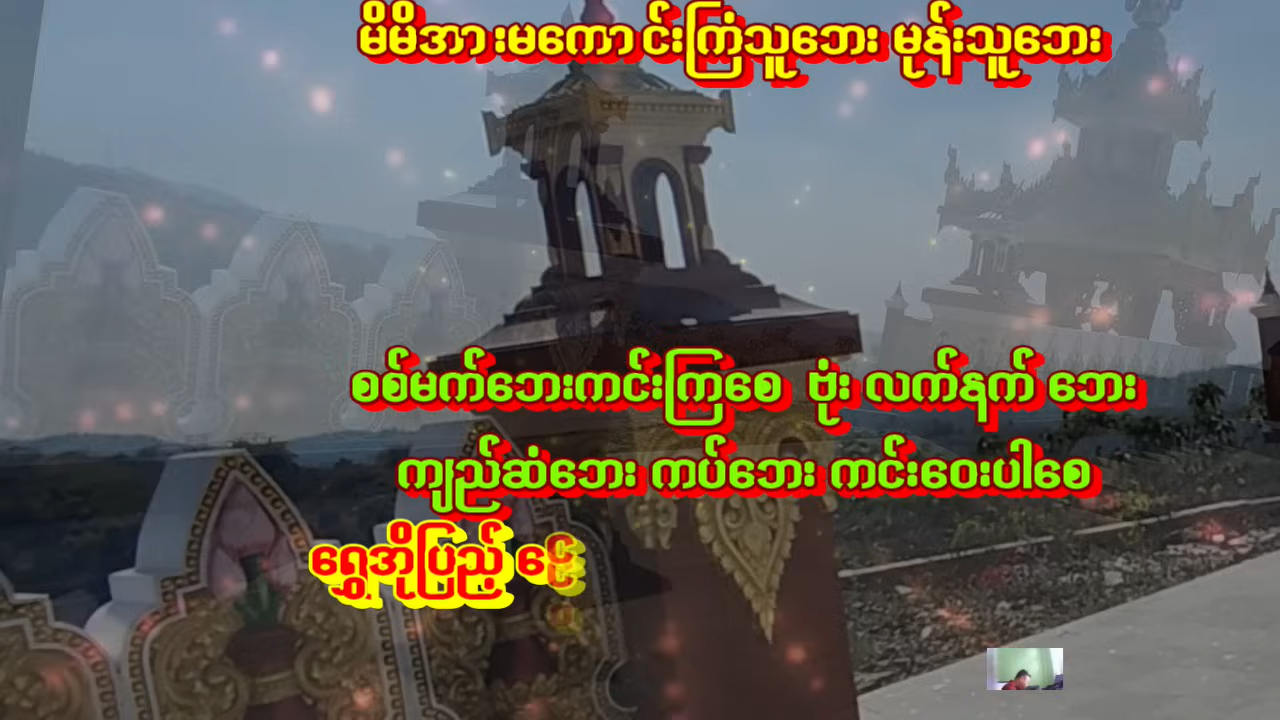 မိမိအား မကောင်းကြံသူဘေး မုန်းသူဘေး
စစ်မက်ဘေးကင်းကြစေ ဗုံး လက်နက် ဘေး
ကျည်ဆံဘေး ကပ်ဘေး ကင်းဝေးပါစေ
ရွှေအိုပြည့်